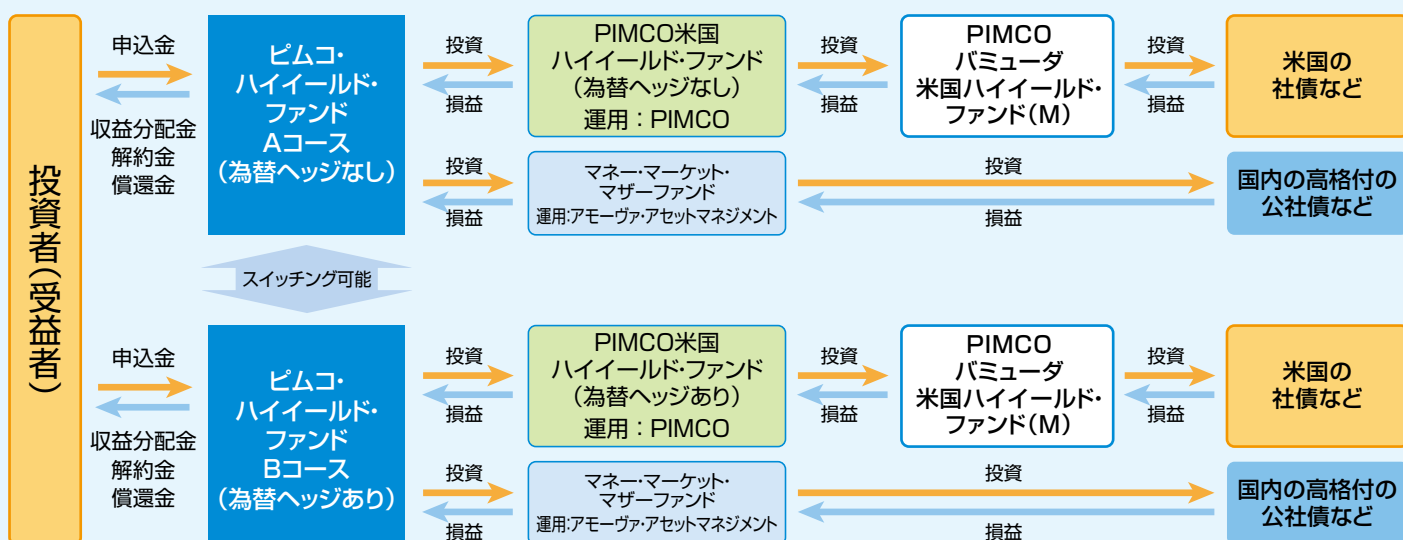 投資者(受益者)
申込金
収益分配金
解約金
償還金
ピムコ・
ハイイールド・
ファンド
Aコース
(為替ヘッジなし)
投資
損益
PIMCO米国
ハイイールド・ファンド
(為替ヘッジなし)
運用：PIMCO
投資
損益
PIMCO
バミューダ
米国ハイイールド・
ファンド(M)
投資
損益
米国の
社債など
投資
損益
マネー・マーケット・
マザーファンド
運用:アモーヴァ・アセットマネジメント
投資
損益
国内の高格付の
公社債など
スイッチング可能
申込金
収益分配金
解約金
償還金
ピムコ・
ハイイールド・
ファンド
Bコース
(為替ヘッジあり)
投資
損益
PIMCO米国
ハイイールド・ファンド
(為替ヘッジあり)
運用：PIMCO
投資
損益
PIMCO
バミューダ
米国ハイイールド・
ファンド(M)
投資
損益
米国の
社債など
投資
損益
マネー・マーケット・
マザーファンド
運用:アモーヴァ・アセットマネジメント
投資
損益
国内の高格付の
公社債など